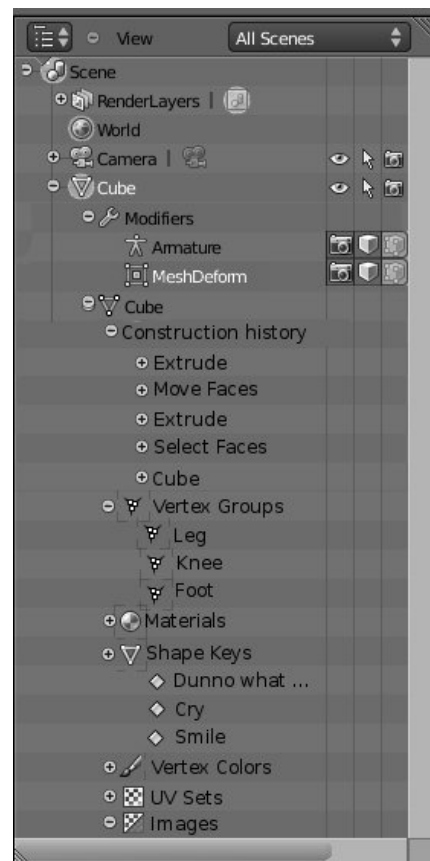 View All Scenes
Scene
RenderLayers |
World
Camera |
Cube
Modifiers
Armature
MeshDeform
Cube
Construction history
Extrude
Move Faces
Extrude
Select Faces
Cube
Vertex Groups
Leg
Knee
Foot
Materials
Shape Keys
Dunno what ...
Cry
Smile
Vertex Colors
UV Sets
Images